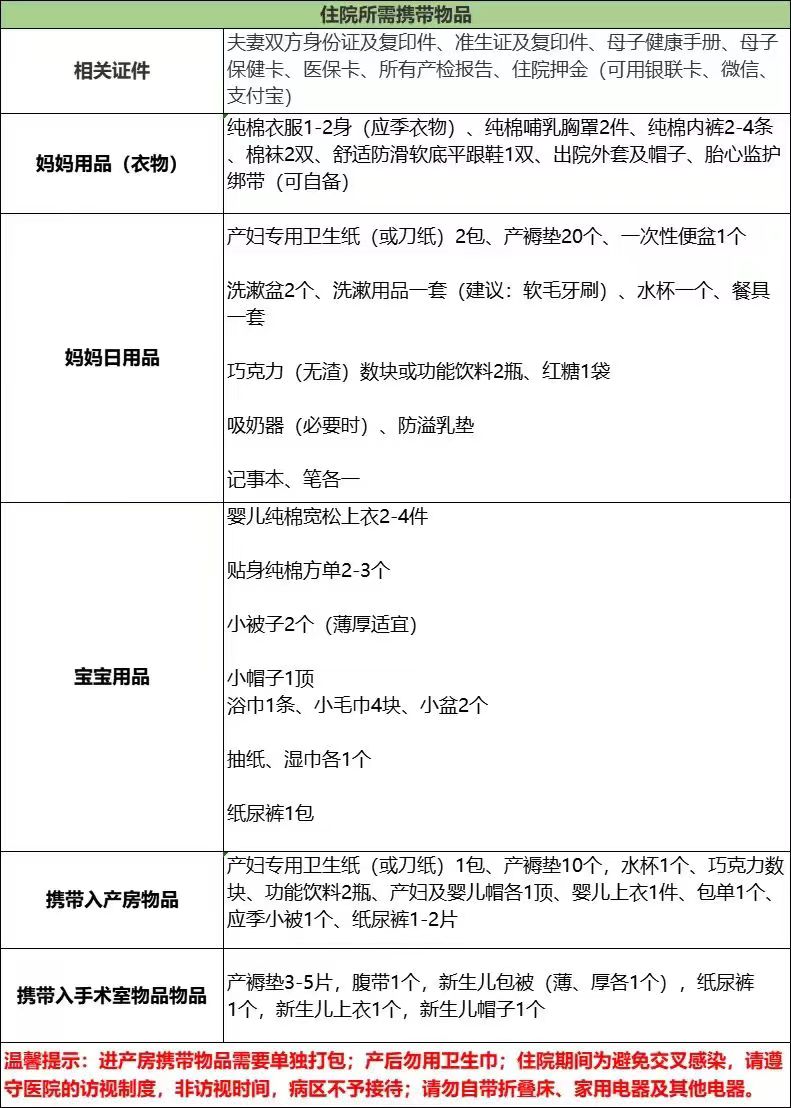 住院所需携带物品
相关证件
夫妻双方身份证及复印件、准生证及复印件、母子健康手册、母子
保健卡、医保卡、所有产检报告、住院押金（可用银联卡、微信、
支付宝）
妈妈用品（衣物）
纯棉衣服1-2身（应季衣物）、纯棉哺乳胸罩2件、纯棉内裤2-4条
、棉袜2双、舒适防滑软底平跟鞋1双、出院外套及帽子、胎心监护
绑带（可自备）
妈妈日用品
产妇专用卫生纸（或刀纸）2包、产褥垫20个、一次性便盆1个
洗漱盆2个、洗漱用品一套（建议：软毛牙刷）、水杯一个、餐具
一套
巧克力（无渣）数块或功能饮料2瓶、红糖1袋
吸奶器（必要时）、防溢乳垫
记事本、笔各一
宝宝用品
婴儿纯棉宽松上衣2-4件
贴身纯棉方单2-3个
小被子2个（薄厚适宜）
小帽子1顶
浴巾1条、小毛巾4块、小盆2个
抽纸、湿巾各1个
纸尿裤1包
携带入产房物品
产妇专用卫生纸（或刀纸）1包、产褥垫10个，水杯1个、巧克力数
块、功能饮料2瓶、产妇及婴儿帽各1顶、婴儿上衣1件、包单1个、
应季小被1个、纸尿裤1-2片
携带入手术室物品物品
产褥垫3-5片，腹带1个，新生儿包被（薄、厚各1个），纸尿裤
1个，新生儿上衣1个，新生儿帽子1个
温馨提示：进产房携带物品需要单独打包；产后勿用卫生巾；住院期间为避免交叉感染，请遵
守医院的访视制度，非访视时间，病区不予接待；请勿自带折叠床、家用电器及其他电器。